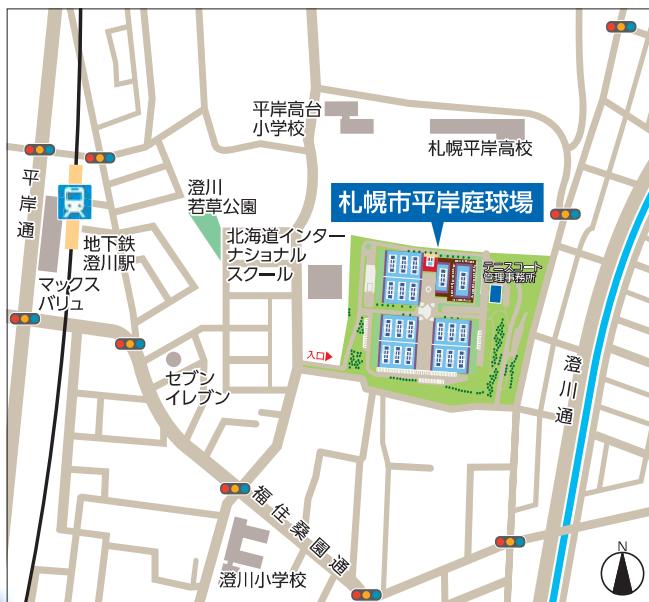 平岸高台
小学校
札幌平岸高校
平岸通
澄川
若草公園
札幌市平岸庭球場
地下鉄
澄川駅
北海道インター
ナショナル
スクール
テニスコート
管理事務所
マックス
バリュ
入口
セブン
イレブン
澄川通
福住桑園通
澄川小学校
N